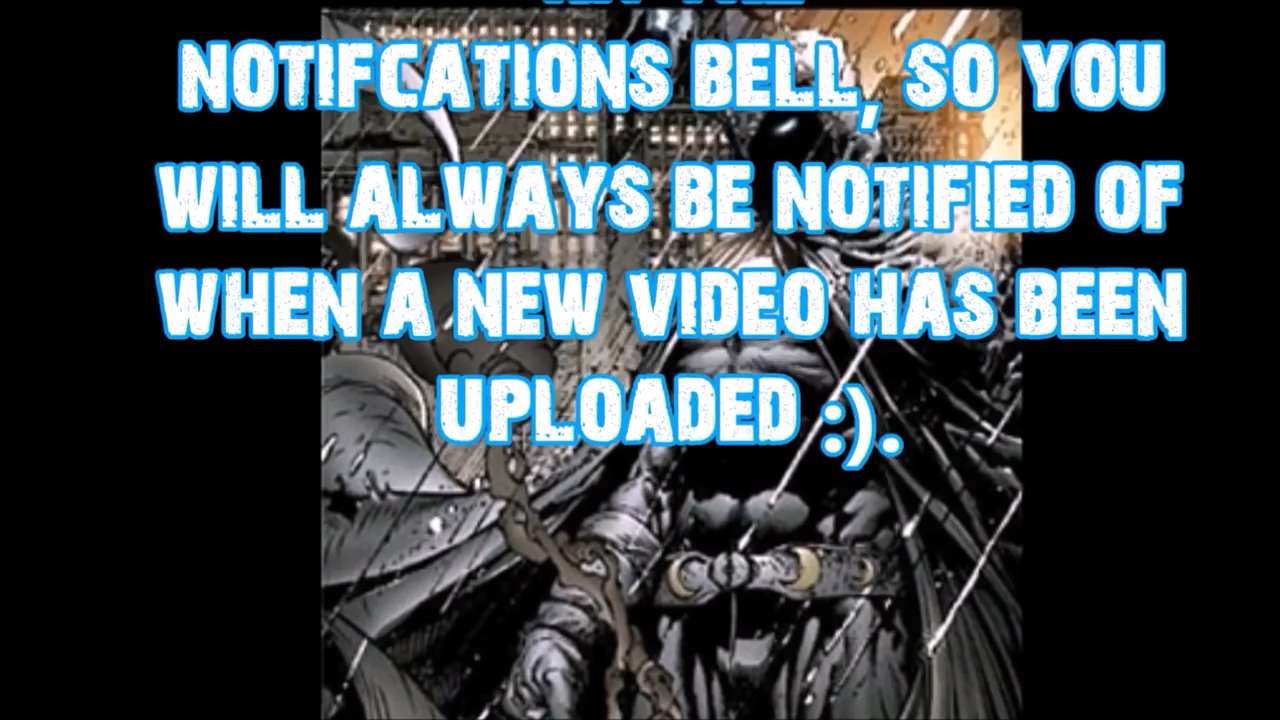 NOTIFCATIONS BELL, SO YOU
WILL ALWAYS BE NOTIFIED OF
WHEN A NEW VIDEO HAS BEEN
UPLOADED :).